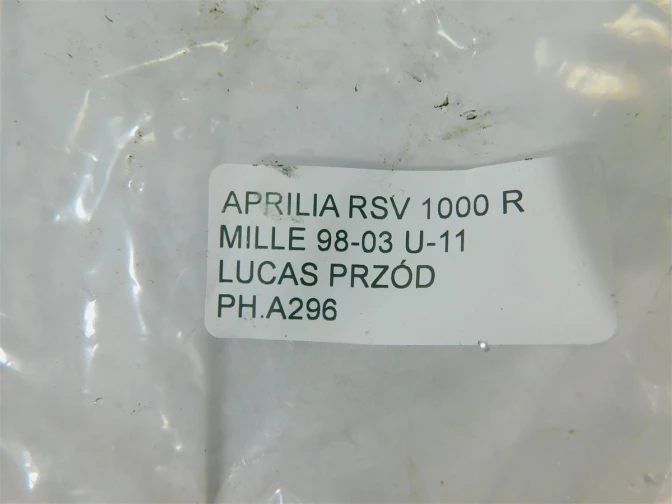 APRILIA RSV 1000 R
MILLE 98-03 U-11
LUCAS PRZÓD
PH.A296